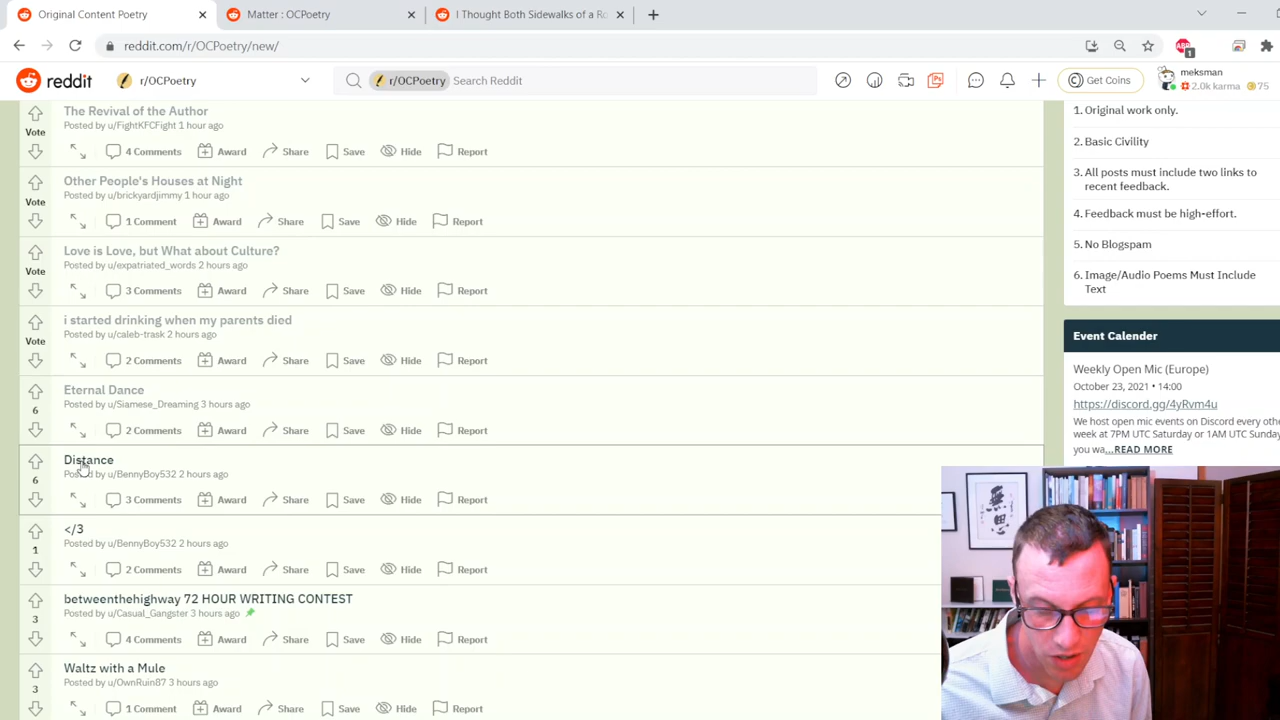 Original Content Poetry
Matter : OCPoetry
I Thought Both Sidewalks of a Ro
reddit.com/r/OCPoetry/new/
1
reddit
r/OCPoetry
r/OCPoetry Search Reddit
Get Coins
meksman
2.0k karma 75
The Revival of the Author
Posted by u/FightKFCFight 1 hour ago
Vote
4 Comments Award Share Save Hide Report
Other People's Houses at Night
Posted by u/brickyardjimmy 1 hour ago
Vote
1 Comment Award Share Save Hide Report
Love is Love, but What about Culture?
Posted by u/expatriated_words 2 hours ago
Vote
3 Comments Award Share Save Hide Report
i started drinking when my parents died
Posted by u/caleb-trask 2 hours ago
Vote
2 Comments Award Share Save Hide Report
Eternal Dance
Posted by u/Siamese_Dreaming 3 hours ago
6
2 Comments Award Share Save Hide Report
Distance
Posted by u/BennyBoy532 2 hours ago
6
3 Comments Award Share Save Hide Report
</3
Posted by u/BennyBoy532 2 hours ago
1
2 Comments Award Share Save Hide Report
betweenthehighway 72 HOUR WRITING CONTEST
Posted by u/Casual_Gangster 3 hours ago
3
4 Comments Award Share Save Hide Report
Waltz with a Mule
Posted by u/OwnRuin87 3 hours ago
3
1 Comment Award Share Save Hide Report
1. Original work only.
2. Basic Civility
3. All posts must include two links to
recent feedback.
4. Feedback must be high-effort.
5. No Blogspam
6. Image/Audio Poems Must Include
Text
Event Calender
Weekly Open Mic (Europe)
October 23, 2021 • 14:00
https://discord.gg/4yRvm4u
We host open mic events on Discord every othe
week at 7PM UTC Saturday or 1AM UTC Sunday
you wa...READ MORE